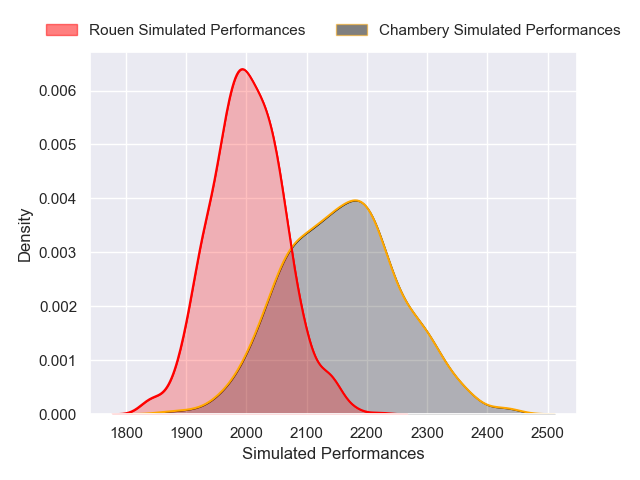 Rouen Simulated Performances
Chambery Simulated Performances
0.006
0.005
0.004
0.003
0.002
0.001
0.000
Density
1800 1900 2000 2100 2200 2300 2400 2500
Simulated Performances